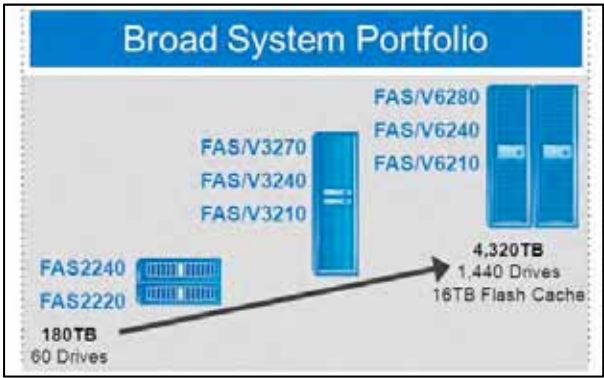 Broad System Portfolio
FAS/V6280
FAS/V6240
FAS/V6210
FAS/V3270
FAS/V3240
FAS/V3210
FAS2240
FAS2220
180TB
60 Drives
4,320TB
1,440 Drives
16TB Flash Cache